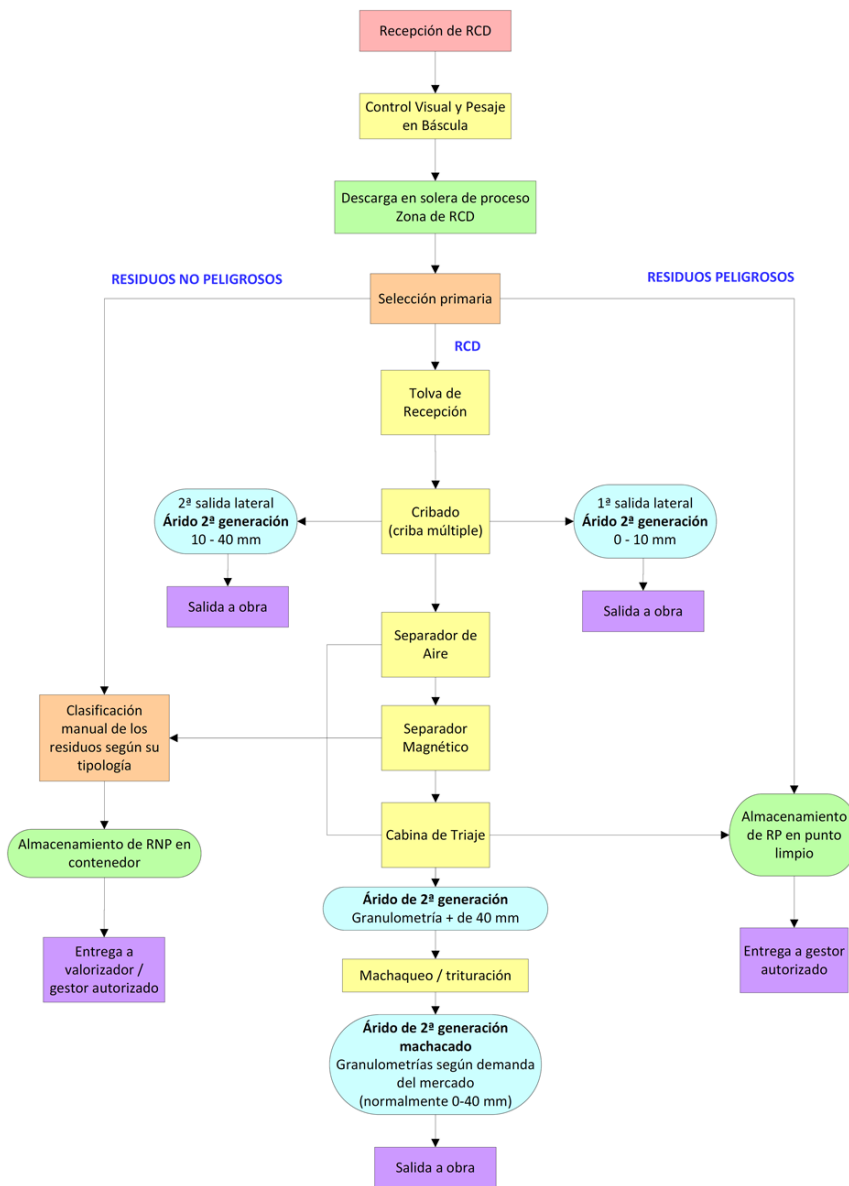 Recepción de RCD
Control Visual y Pesaje
en Báscula
Descarga en solera de proceso
Zona de RCD
RESIDUOS NO PELIGROSOS
RESIDUOS PELIGROSOS
Selección primaria
RCD
Tolva de
Recepción
2ª salida lateral
Árido 2ª generación
10 - 40 mm
Cribado
(criba múltiple)
1ª salida lateral
Árido 2ª generación
0 - 10 mm
Salida a obra
Salida a obra
Separador de
Aire
Clasificación
manual de los
residuos según su
tipología
Separador
Magnético
Almacenamiento de RNP en
contenedor
Cabina de Triaje
Almacenamiento
de RP en punto
limpio
Árido de 2ª generación
Granulometría + de 40 mm
Entrega a
valorizador /
gestor autorizado
Machaqueo / trituración
Entrega a gestor
autorizado
Árido de 2ª generación
machacado
Granulometrías según demanda
del mercado
(normalmente 0-40 mm)
Salida a obra